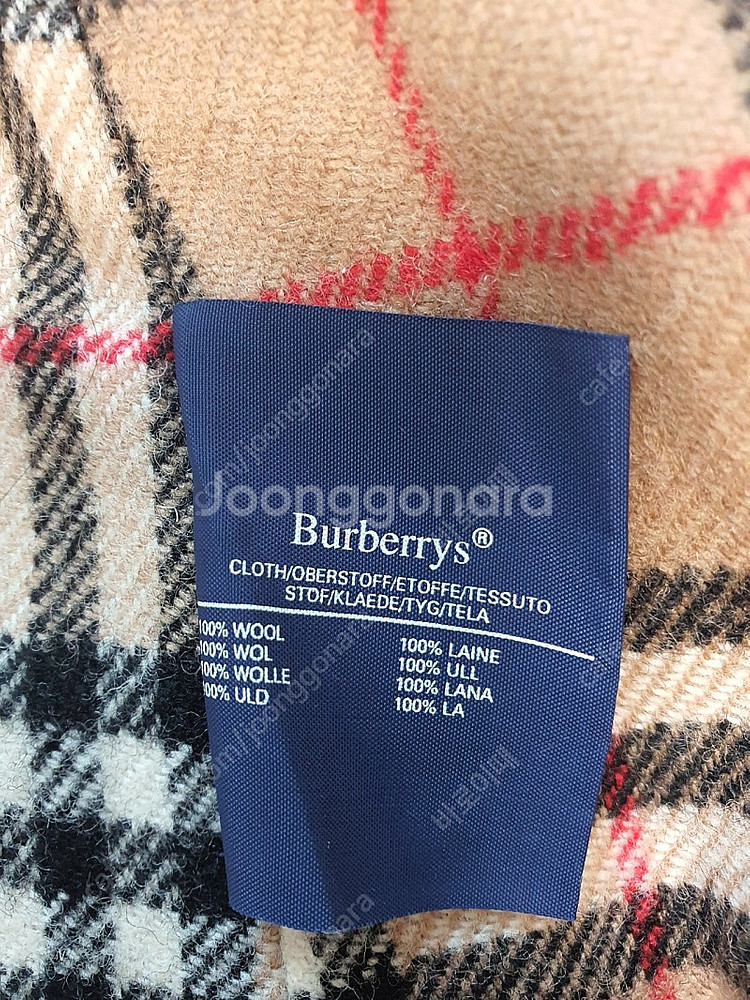 Joonggonara
Burberrys®
CLOTH/OBERSTOFF/ETOFFE/TESSUTO
STOF/KLAEDE/TYG/TELA
100% WOOL
100% WOL
100% WOLLE
100% ULD
100% LAINE
100% ULL
100% LANA
100% LA